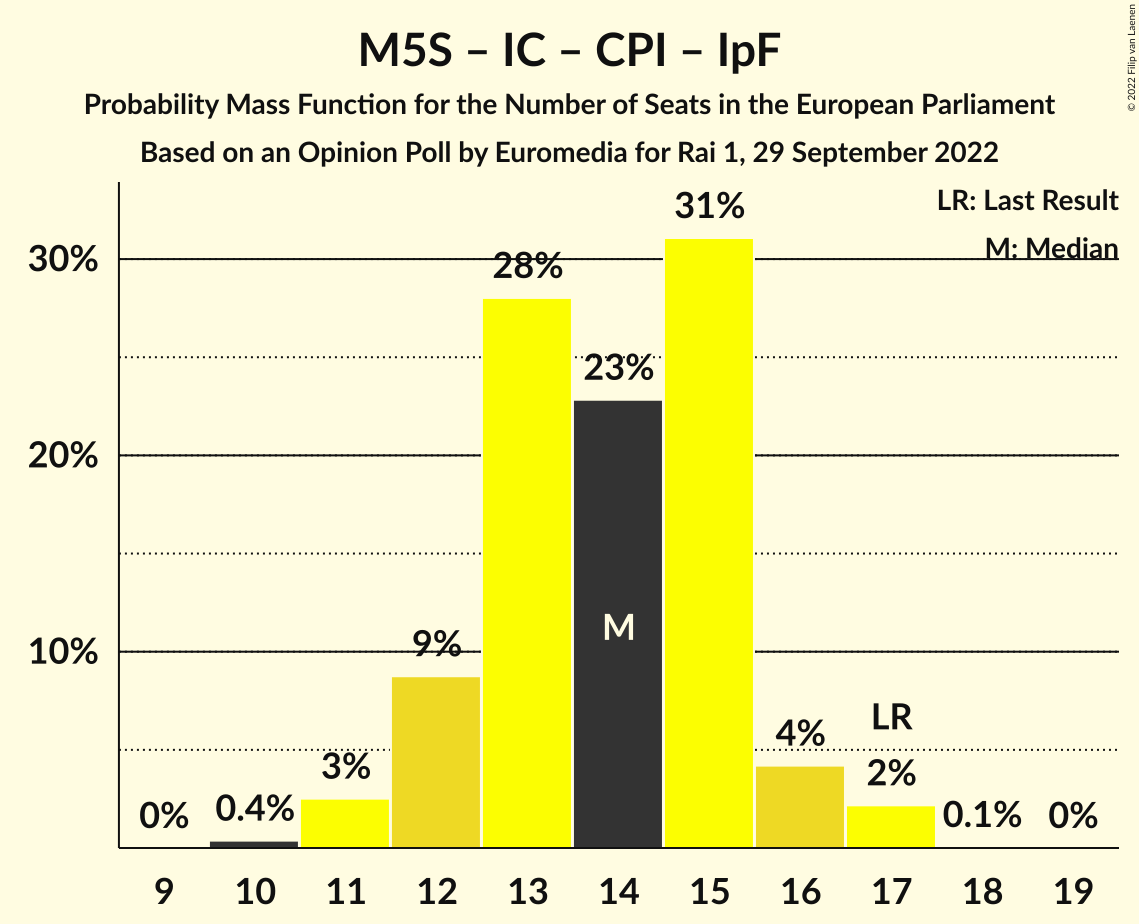 M5S – IC – CPI – IpF
Probability Mass Function for the Number of Seats in the European Parliament
Based on an Opinion Poll by Euromedia for Rai 1, 29 September 2022
© 2022 Filip van Laenen
LR: Last Result
M: Median
30%
20%
10%
0%
0.4%
3%
9%
28%
23%
31%
4%
2%
0.1%
0%
LR
M
9 10 11 12 13 14 15 16 17 18 19